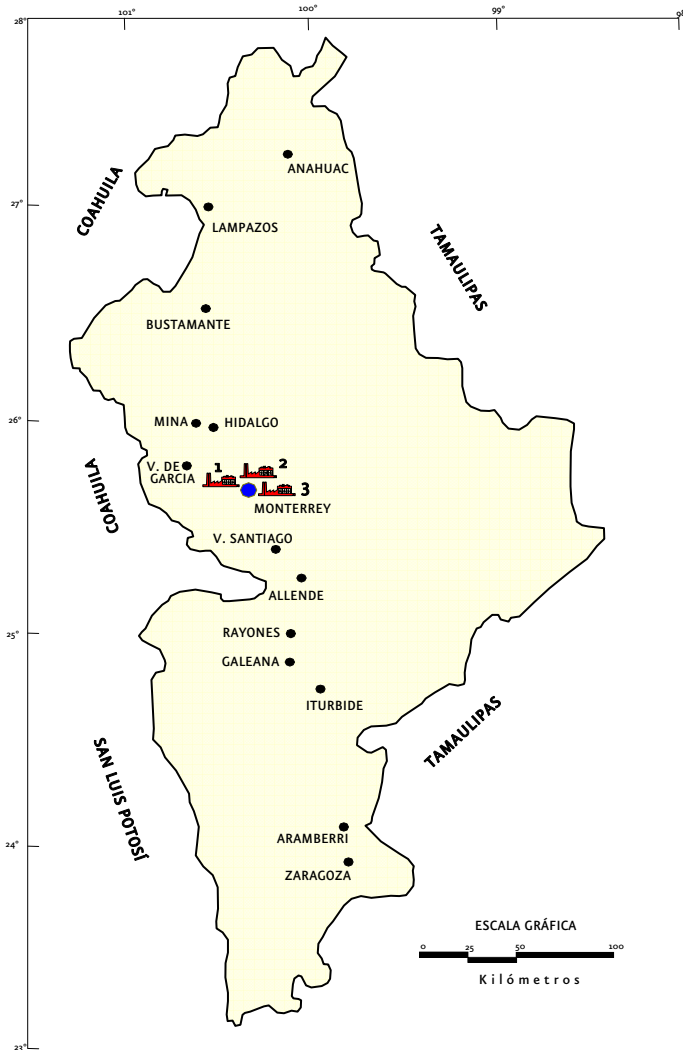 101°
100°
99°
98
28°
ANAHUAC
COAHUILA
27°
LAMPAZOS
TAMAULIPAS
BUSTAMANTE
26°
MINA
HIDALGO
V. DE
GARCIA
1
2
3
MONTERREY
COAHUILA
V. SANTIAGO
ALLENDE
25°
RAYONES
GALEANA
ITURBIDE
TAMAULIPAS
SAN LUIS POTOSÍ
ARAMBERRI
24°
ZARAGOZA
ESCALA GRÁFICA
0 25 50 100
Kilómetros
23°